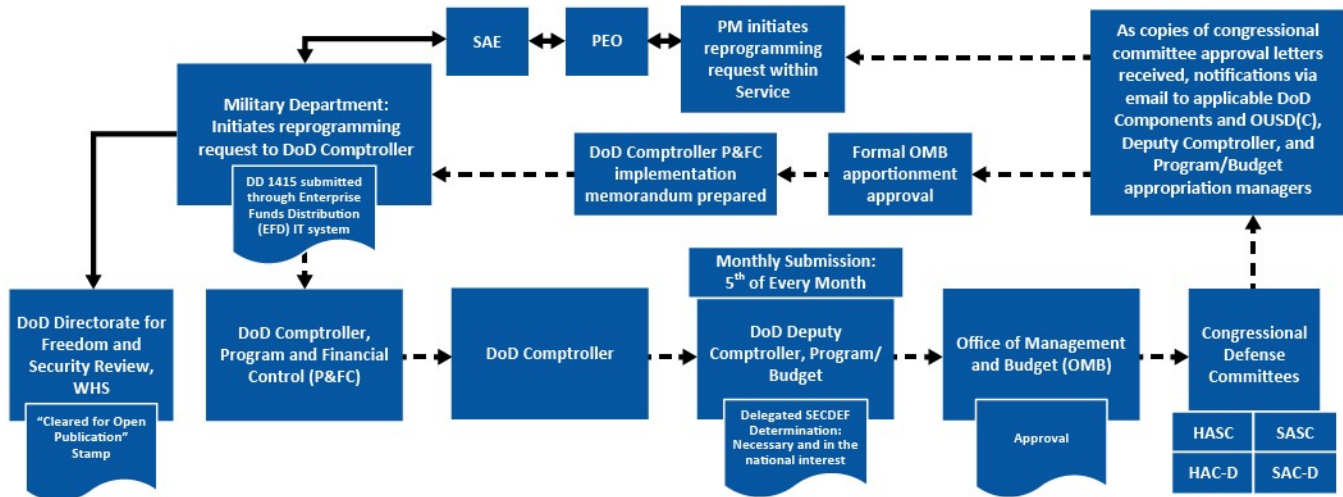 SAE
PEO
PM initiates
reprogramming
request within
Service
As copies of congressional
committee approval letters
received, notifications via
email to applicable DoD
Components and OUSD(C),
Deputy Comptroller, and
Program/Budget
appropriation managers
Military Department:
Initiates reprogramming
request to DoD Comptroller
DD 1415 submitted
through Enterprise
Funds Distribution
(EFD) IT system
DoD Comptroller P&FC
implementation
memorandum prepared
Formal OMB
apportionment
approval
Monthly Submission:
5th of Every Month
DoD Directorate for
Freedom and
Security Review,
WHS
"Cleared for Open
Publication"
Stamp
DoD Comptroller,
Program and Financial
Control (P&FC)
DoD Comptroller
DoD Deputy
Comptroller, Program/
Budget
Delegated SECDEF
Determination:
Necessary and in the
national interest
Office of Management
and Budget (OMB)
Approval
Congressional
Defense
Committees
HASC
SASC
HAC-D
SAC-D